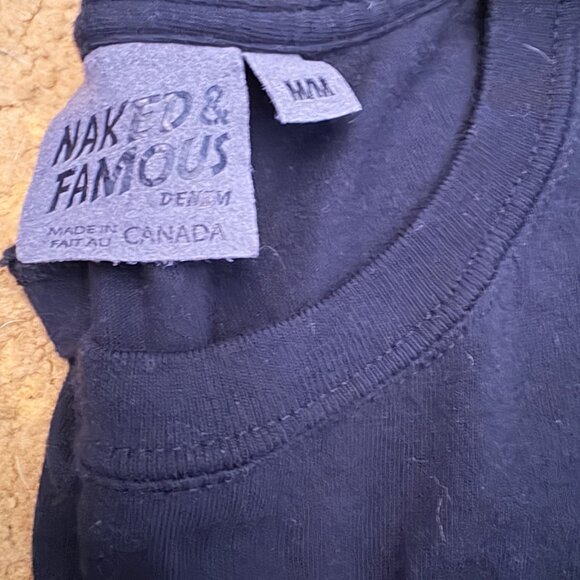 NAKED &
FAMOUS
DENIM
MADE IN
FAIT AU CANADA
M/M